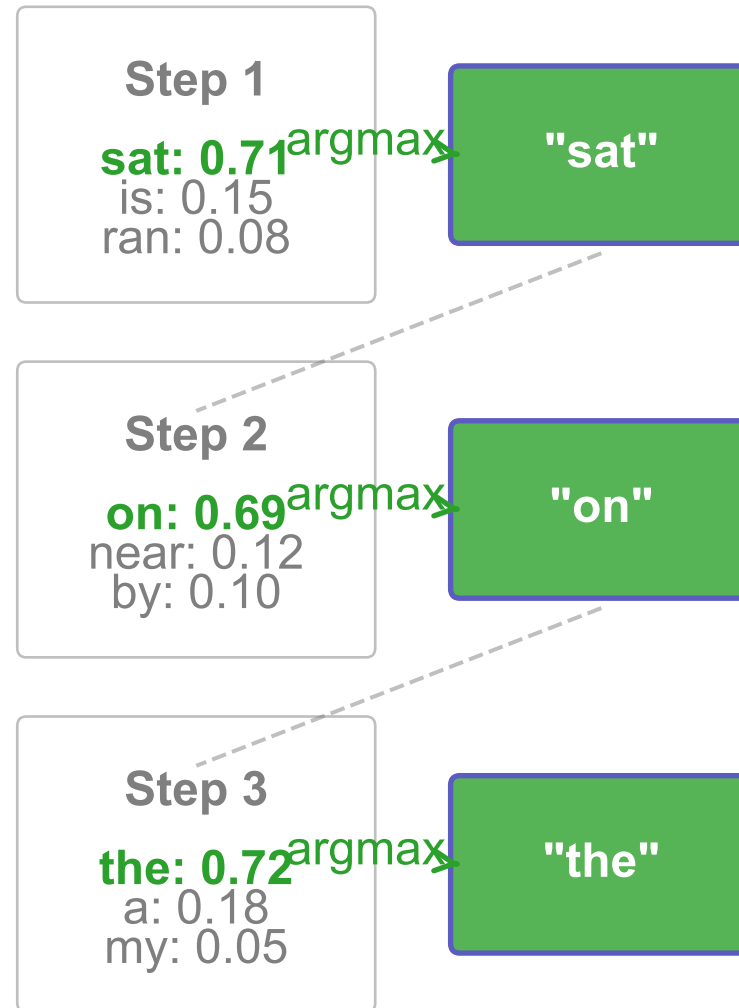 Step 1
sat: 0.71
is: 0.15
ran: 0.08
argmax
"sat"
Step 2
on: 0.69
near: 0.12
by: 0.10
argmax
"on"
Step 3
the: 0.72
a: 0.18
my: 0.05
argmax
"the"